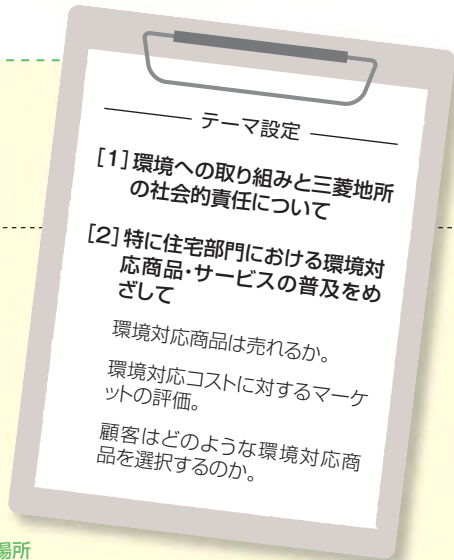 テーマ設定
[1]環境への取り組みと三菱地所
の社会的責任について
[2]特に住宅部門における環境対
応商品・サービスの普及をめ
ざして
環境対応商品は売れるか。
環境対応コストに対するマーケ
ットの評価。
顧客はどのような環境対応商
品を選択するのか。
場所